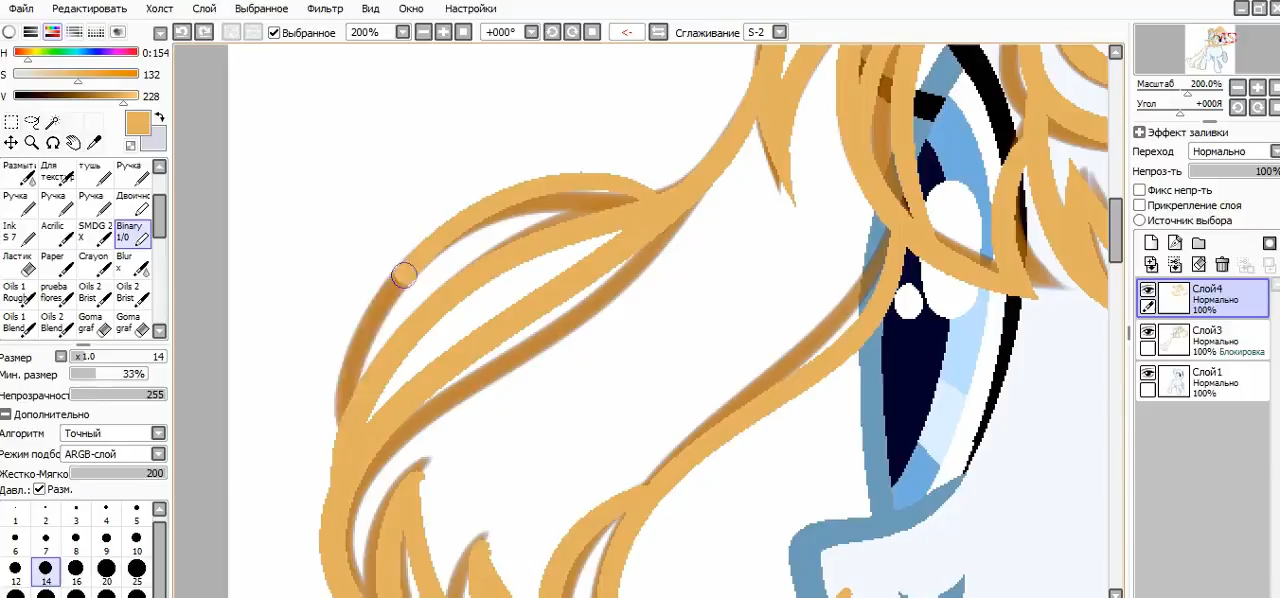 Файл Редактировать Холст Слой Выбранное Фильтр Вид Окно Настройки
Выбранное 200% +000° <- Сглаживание S-2
H 0:154
S 132
V 228
Размыт Для текст тушь Ручка
Ручка Ручка Ручка Двоичн
Ink S 7 Acrilic SMDG 2 X Binary 1/0
Ластик Paper Crayon Blur x
Oils 1 Rough prueba flores Oils 2 Brist Oils 2 Brist
Oils 1 Blend Oils 2 Blend Goma graf Goma graf
Размер x 1.0 14
Мин. размер 33%
Непрозрачност 255
Дополнительно
Алгоритм Точный
Режим подбо ARGB-слой
Жестко-Мягко 200
Давл.: Разм.
1 2 3 4 5
6 7 8 9 10
12 14 16 20 25
Масштаб 200.0%
Угол +000Я
Эффект заливки
Переход Нормально
Непроз-ть 100%
Фикс непр-ть
Прикрепление слоя
Источник выбора
Слой4
Нормально
100%
Слой3
Нормально
100% Блокировка
Слой1
Нормально
100%